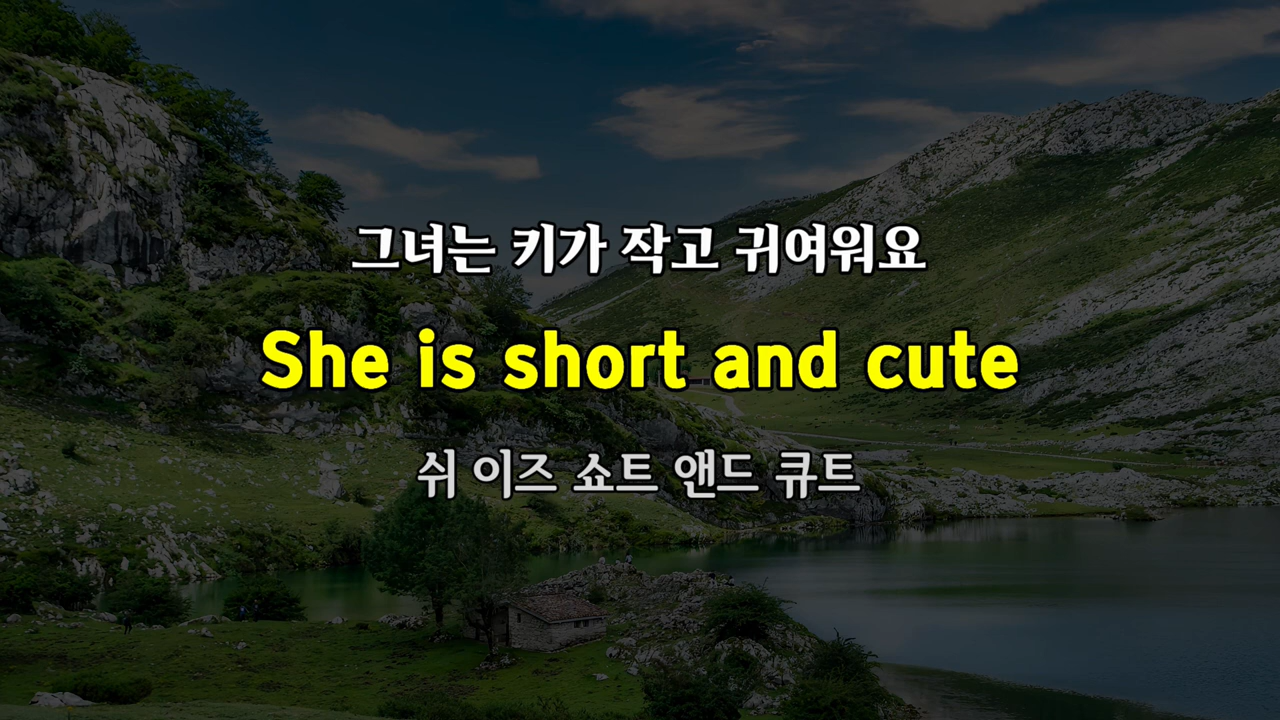 그녀는 키가 작고 귀여워요
She is short and cute
쉬 이즈 쇼트 앤드 큐트